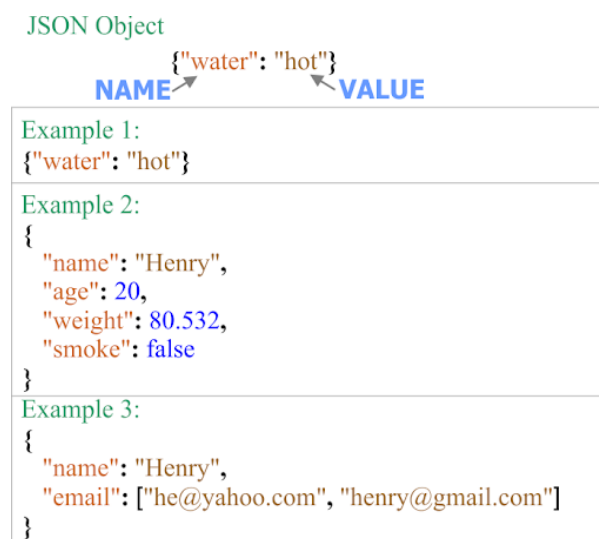 JSON Object
{"water": "hot"}
NAME VALUE
Example 1:
{"water": "hot"}
Example 2:
{
"name": "Henry",
"age": 20,
"weight": 80.532,
"smoke": false
}
Example 3:
{
"name": "Henry",
"email": ["he@yahoo.com", "henry@gmail.com"]
}